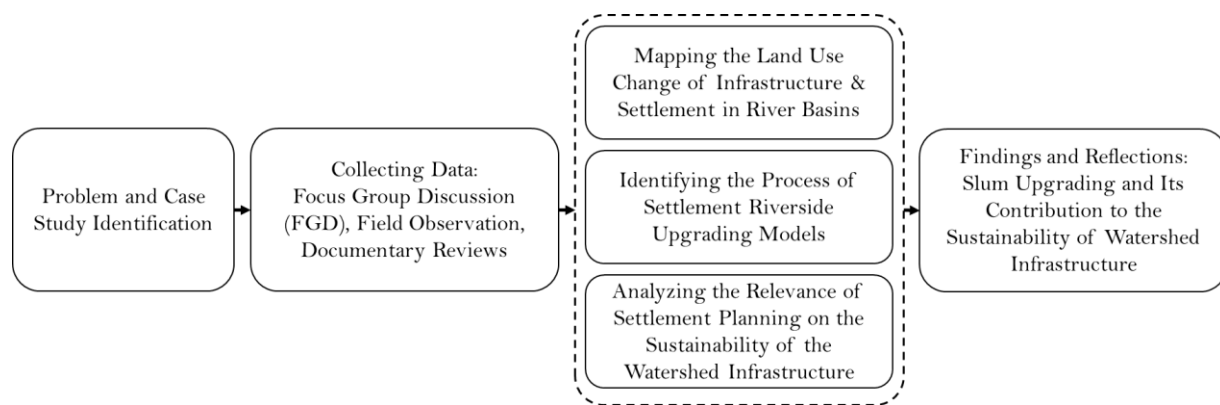 Problem and Case
Study Identification
Collecting Data:
Focus Group Discussion
(FGD), Field Observation,
Documentary Reviews
Mapping the Land Use
Change of Infrastructure &
Settlement in River Basins
Identifying the Process of
Settlement Riverside
Upgrading Models
Analyzing the Relevance of
Settlement Planning on the
Sustainability of the
Watershed Infrastructure
Findings and Reflections:
Slum Upgrading and Its
Contribution to the
Sustainability of Watershed
Infrastructure